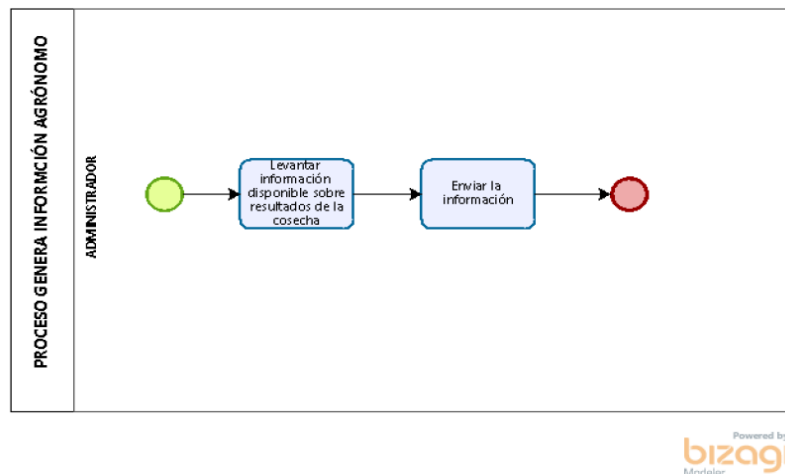 PROCESO GENERA INFORMCIÓN AGRÓNOMO
ADMINISTRADOR
Levantar
información
disponible sobre
resultados de la
cosecha
Enviar la
información
Powered by
bizagi
Modeler